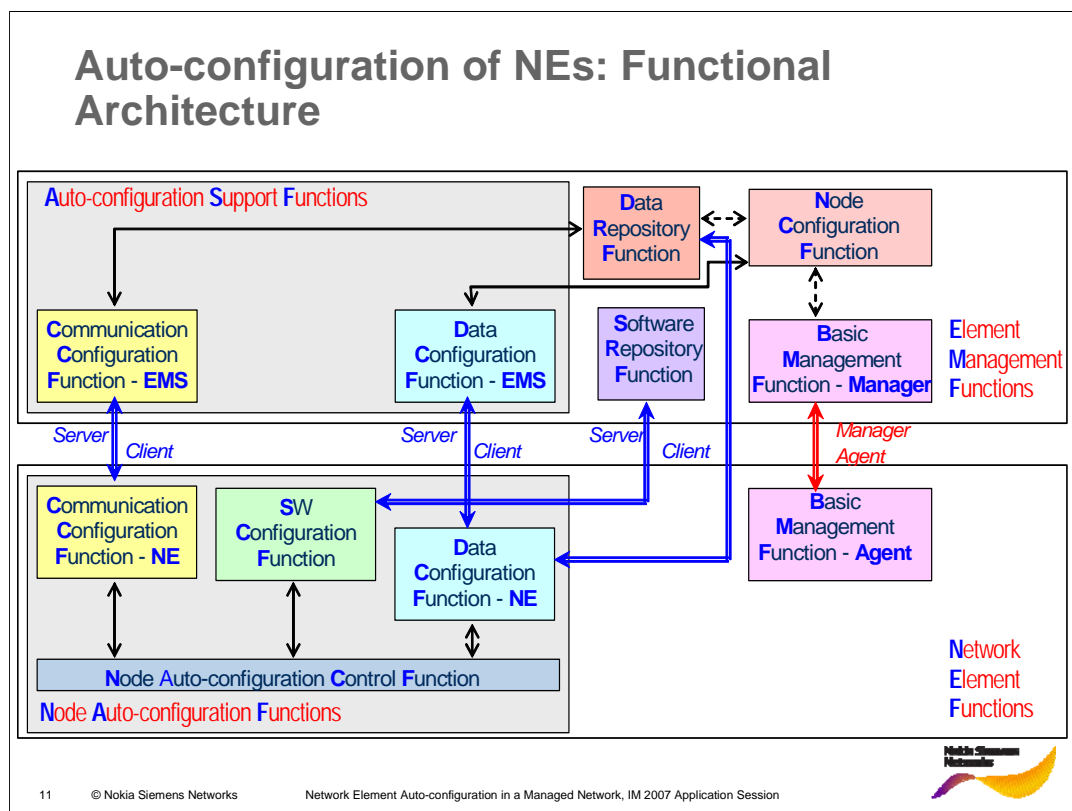 Auto-configuration of NEs: Functional
Architecture
Auto-configuration Support Functions
Data
Repository
Function
Node
Configuration
Function
Communication
Configuration
Function - EMS
Data
Configuration
Function - EMS
Software
Repository
Function
Basic
Management
Function - Manager
Element
Management
Functions
Server
Client
Server
Client
Server
Client
Manager
Agent
Communication
Configuration
Function - NE
SW
Configuration
Function
Data
Configuration
Function - NE
Basic
Management
Function - Agent
Node Auto-configuration Control Function
Node Auto-configuration Functions
Network
Element
Functions
Nokia Siemens
Networks
11 © Nokia Siemens Networks Network Element Auto-configuration in a Managed Network, IM 2007 Application Session